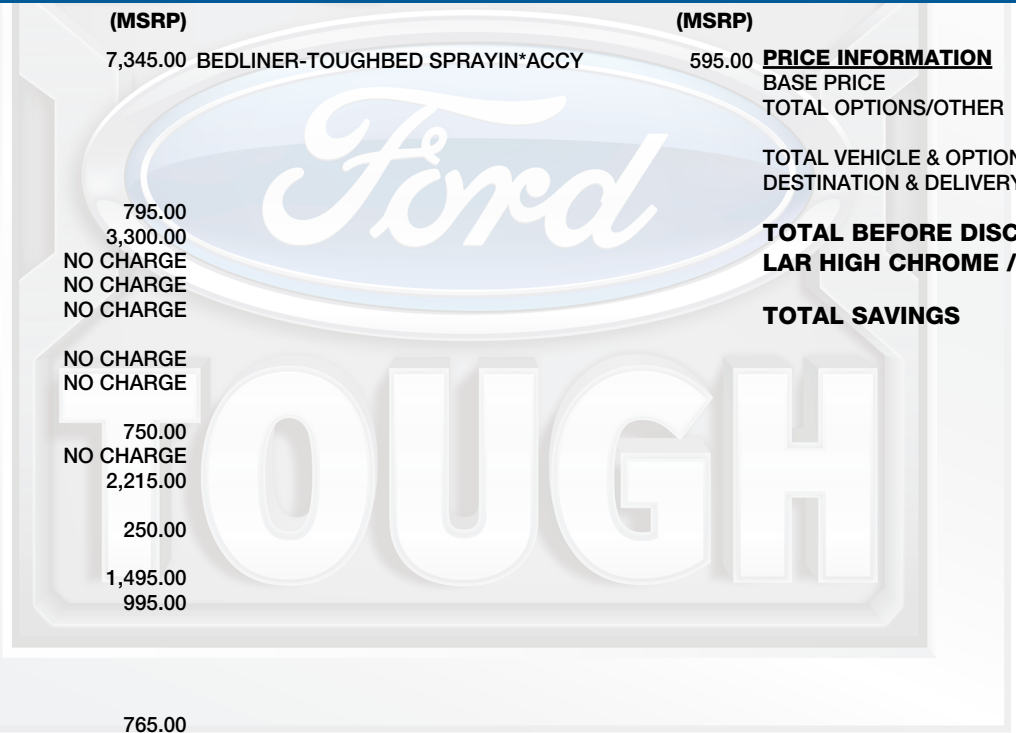 (MSRP) (MSRP)
7,345.00 BEDLINER-TOUGHBED SPRAYIN*ACCY 595.00 PRICE INFORMATION
BASE PRICE
TOTAL OPTIONS/OTHER
TOTAL VEHICLE & OPTION
DESTINATION & DELIVERY
795.00
3,300.00 TOTAL BEFORE DISC
NO CHARGE LAR HIGH CHROME /
NO CHARGE
NO CHARGE TOTAL SAVINGS
NO CHARGE
NO CHARGE
750.00
NO CHARGE
2,215.00
250.00
1,495.00
995.00
765.00
Ford
TOUGH